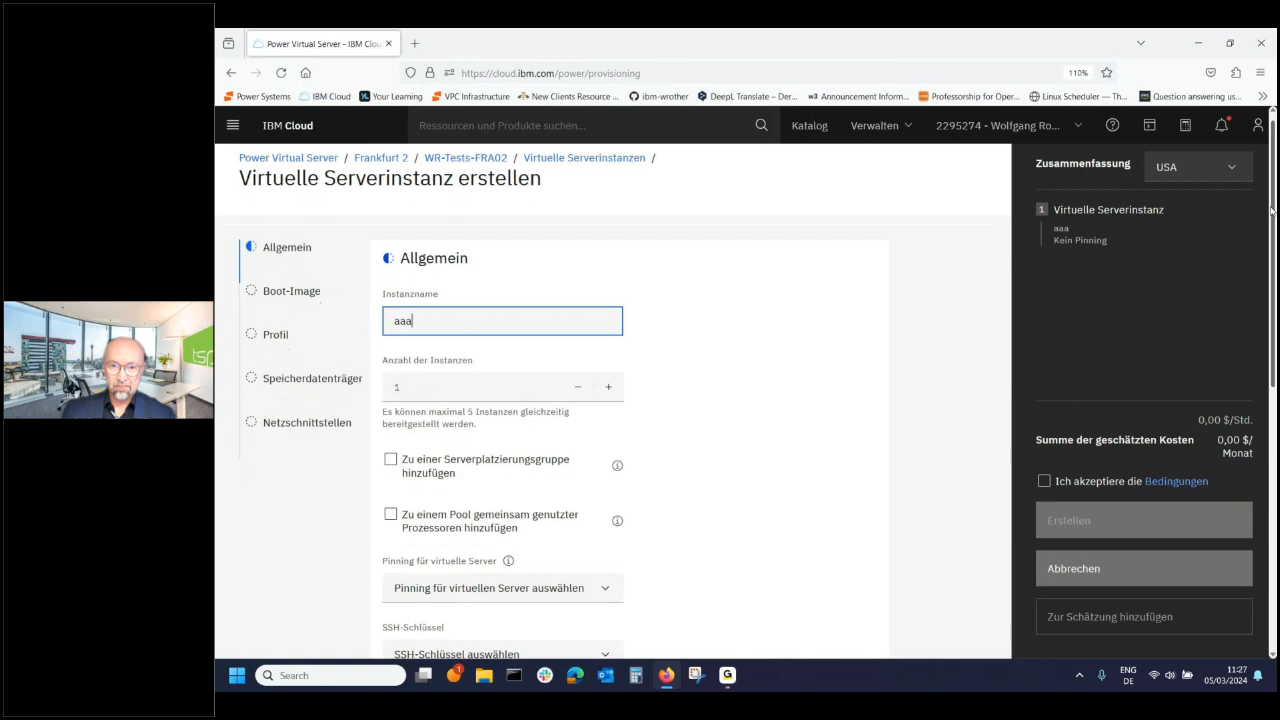 Power Virtual Server - IBM Clou
https://cloud.ibm.com/power/provisioning
110%
Power Systems
IBM Cloud
Your Learning
VPC Infrastructure
New Clients Resource ...
ibm-wrother
DeepL Translate – Der...
w3 Announcement Inform...
Professorship for Oper...
Linux Scheduler — Th...
Question answering us...
IBM Cloud
Ressourcen und Produkte suchen...
Katalog
Verwalten
2295274 - Wolfgang Ro...
Power Virtual Server / Frankfurt 2 / WR-Tests-FRA02 / Virtuelle Serverinstanzen /
Virtuelle Serverinstanz erstellen
Allgemein
Boot-Image
Profil
Speicherdatenträger
Netzschnittstellen
Allgemein
Instanzname
aaa
Anzahl der Instanzen
1
Es können maximal 5 Instanzen gleichzeitig
bereitgestellt werden.
Zu einer Serverplatzierungsgruppe
hinzufügen
Zu einem Pool gemeinsam genutzter
Prozessoren hinzufügen
Pinning für virtuelle Server
Pinning für virtuellen Server auswählen
SSH-Schlüssel
SSH-Schlüssel auswählen
Zusammenfassung
USA
1 Virtuelle Serverinstanz
aaa
Kein Pinning
0,00 $/Std.
Summe der geschätzten Kosten 0,00 $/
Monat
Ich akzeptiere die Bedingungen
Erstellen
Abbrechen
Zur Schätzung hinzufügen
tsp
Search
1
ENG
DE
11:27
05/03/2024